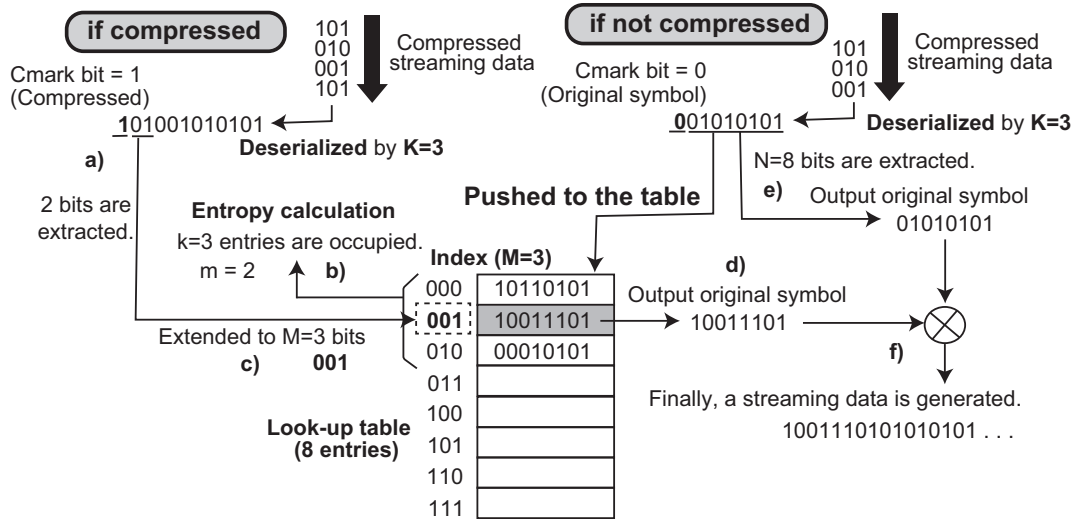 if compressed
101
010
001
101
Compressed
streaming data
Cmark bit = 1
(Compressed)
101001010101
Deserialized by K=3
a)
2 bits are
extracted.
if not compressed
101
010
001
Compressed
streaming data
Cmark bit = 0
(Original symbol)
001010101
Deserialized by K=3
N=8 bits are extracted.
e)
Pushed to the table
Output original symbol
01010101
Entropy calculation
k=3 entries are occupied.
m = 2
b)
Index (M=3)
000 10110101
001 10011101
010 00010101
011
100
101
110
111
Extended to M=3 bits
c) 001
Look-up table
(8 entries)
d)
Output original symbol
10011101
f)
Finally, a streaming data is generated.
1001110101010101 . . .